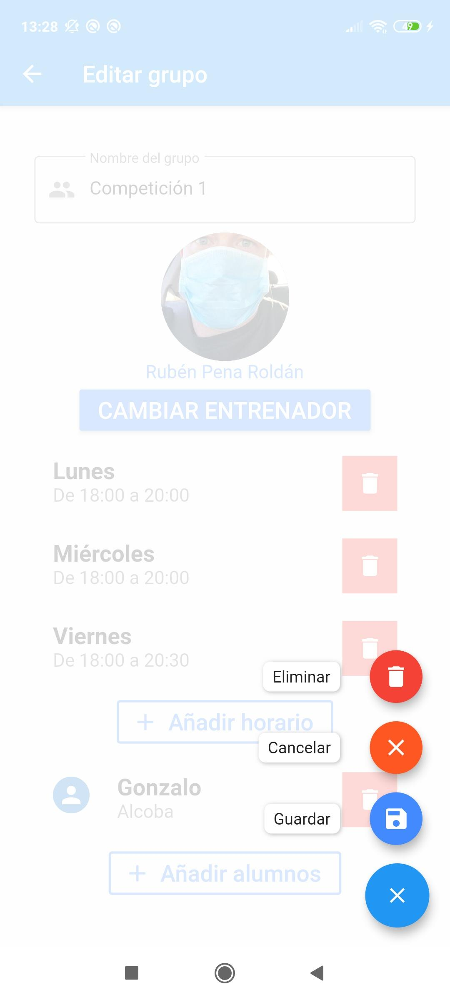 13:28
49
Editar grupo
Nombre del grupo
Competición 1
Rubén Pena Roldán
CAMBIAR ENTRENADOR
Lunes
De 18:00 a 20:00
Miércoles
De 18:00 a 20:00
Viernes
De 18:00 a 20:30
Eliminar
+ Añadir horario
Cancelar
Gonzalo
Alcoba
Guardar
+ Añadir alumnos